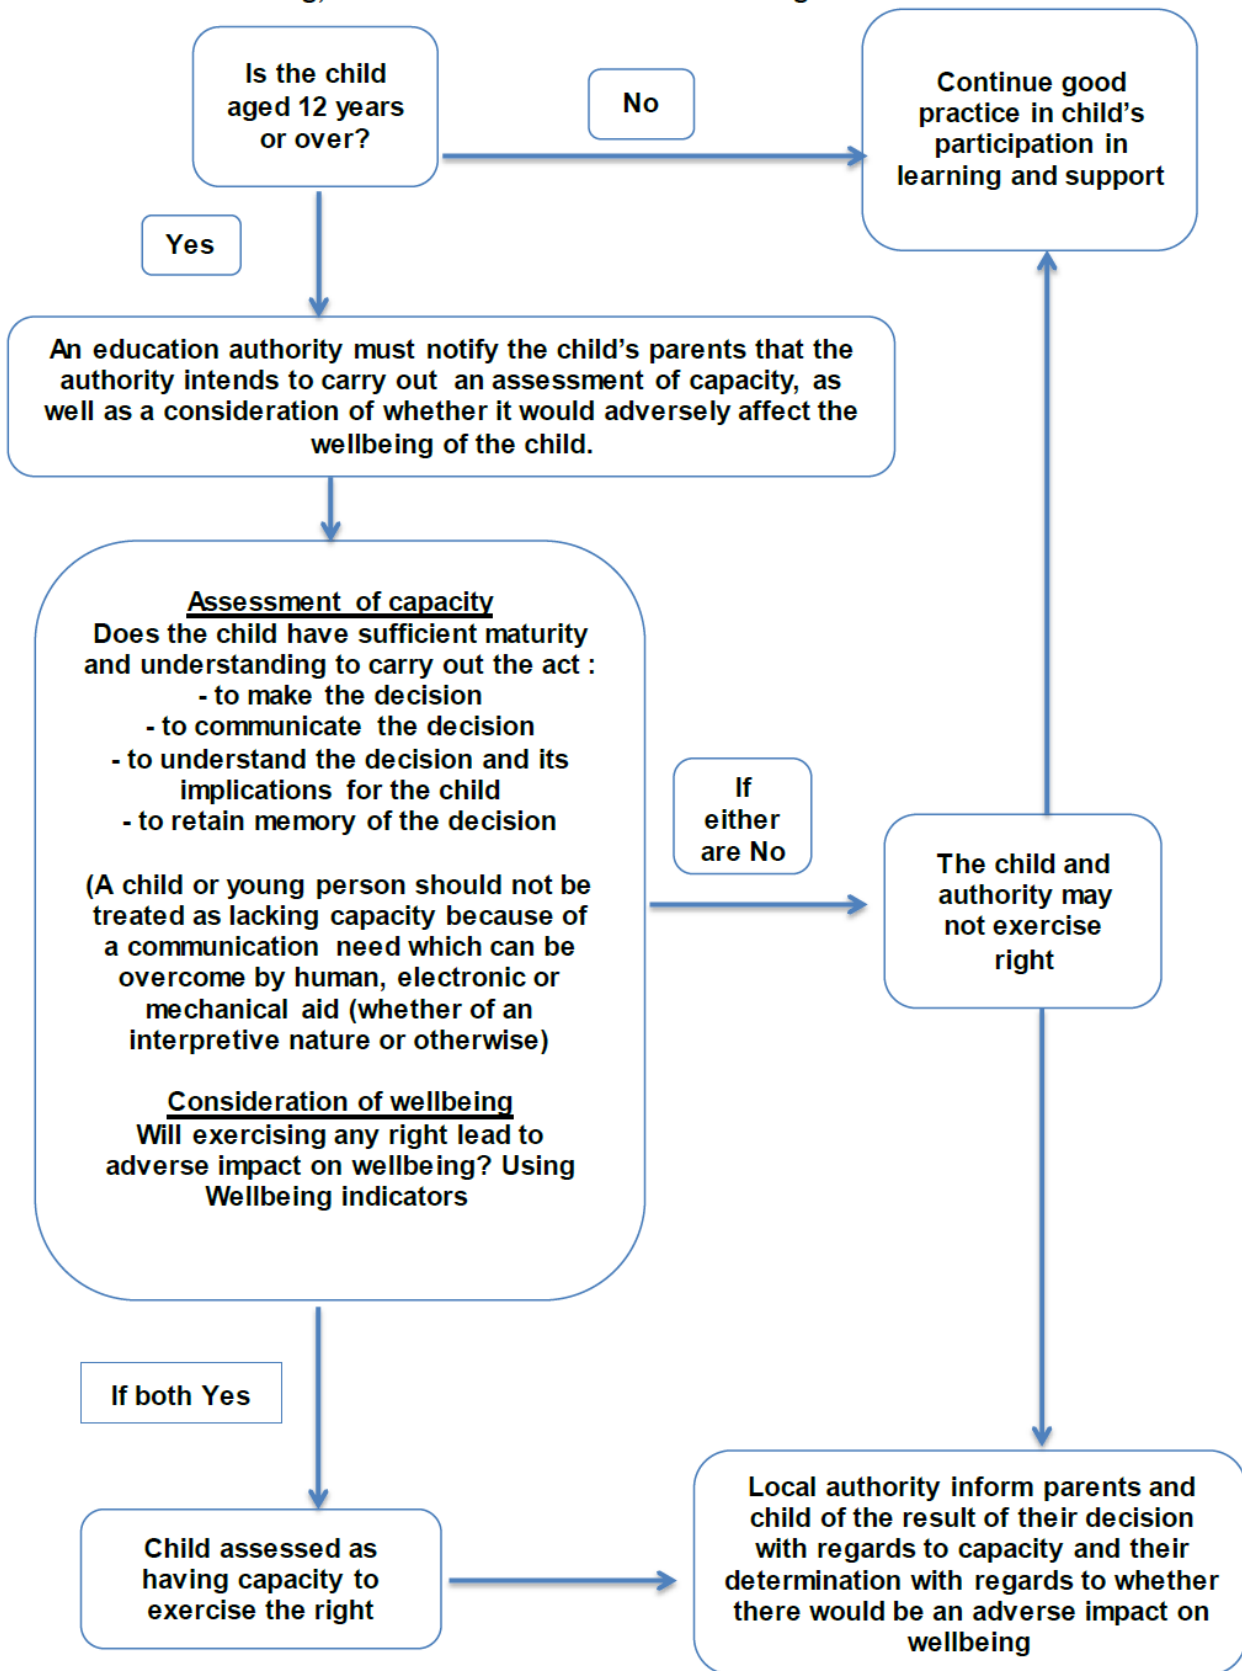 Is the child
aged 12 years
or over?
No
Continue good
practice in child's
participation in
learning and support
Yes
An education authority must notify the child's parents that the
authority intends to carry out an assessment of capacity, as
well as a consideration of whether it would adversely affect the
wellbeing of the child.
Assessment of capacity
Does the child have sufficient maturity
and understanding to carry out the act :
- to make the decision
- to communicate the decision
- to understand the decision and its
implications for the child
- to retain memory of the decision
(A child or young person should not be
treated as lacking capacity because of
a communication need which can be
overcome by human, electronic or
mechanical aid (whether of an
interpretive nature or otherwise)
Consideration of wellbeing
Will exercising any right lead to
adverse impact on wellbeing? Using
Wellbeing indicators
If
either
are No
The child and
authority may
not exercise
right
If both Yes
Child assessed as
having capacity to
exercise the right
Local authority inform parents and
child of the result of their decision
with regards to capacity and their
determination with regards to whether
there would be an adverse impact on
wellbeing